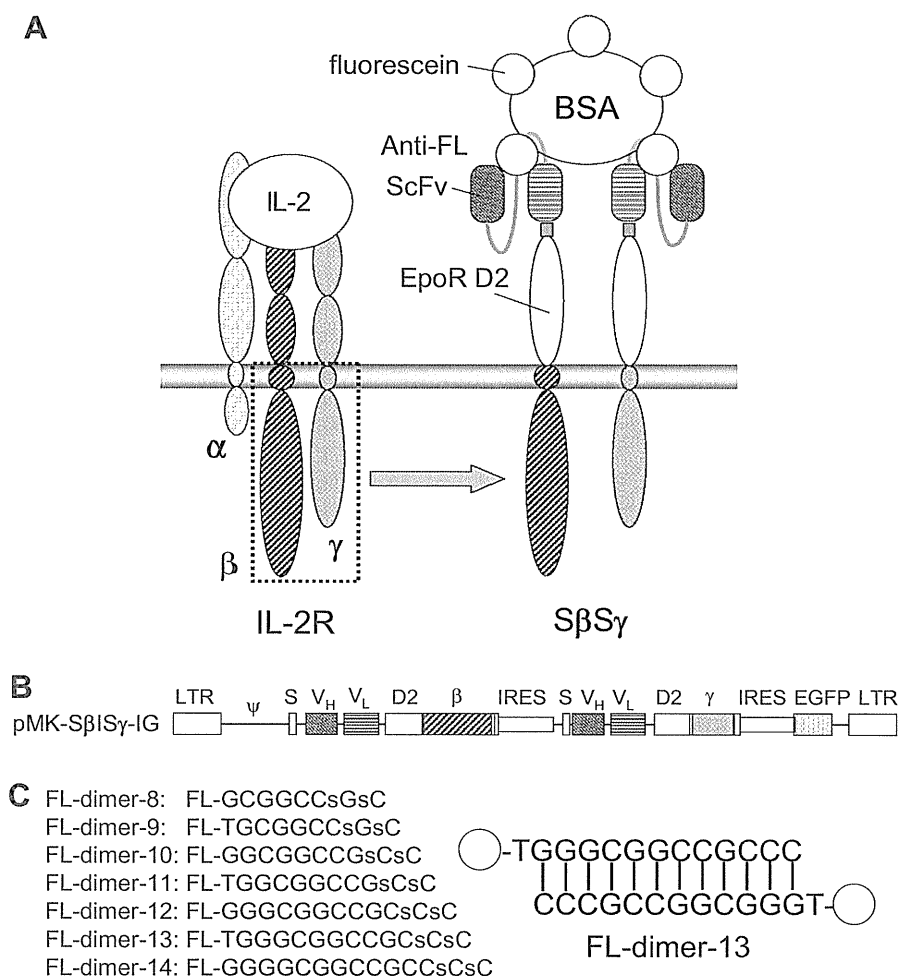 A
fluorescein
BSA
Anti-FL
ScFv
IL-2
EpoR D2
α
β
γ
IL-2R
SβSγ
B
LTR ψ S VH VL D2 β IRES S VH VL D2 γ IRES EGFP LTR
pMK-SβISγ-IG
C
FL-dimer-8: FL-GCGGCCsGsC
FL-dimer-9: FL-TGCGGCCsGsC
FL-dimer-10: FL-GGCGGCCGsCsC
FL-dimer-11: FL-TGGCGGCCGsCsC
FL-dimer-12: FL-GGGCGGCCGCsCsC
FL-dimer-13: FL-TGGGCGGCCGCsCsC
FL-dimer-14: FL-GGGGCGGCCGCCsCsC
-TGGGCGGCCGCCC
CCCGCCGGCGGGT-
FL-dimer-13